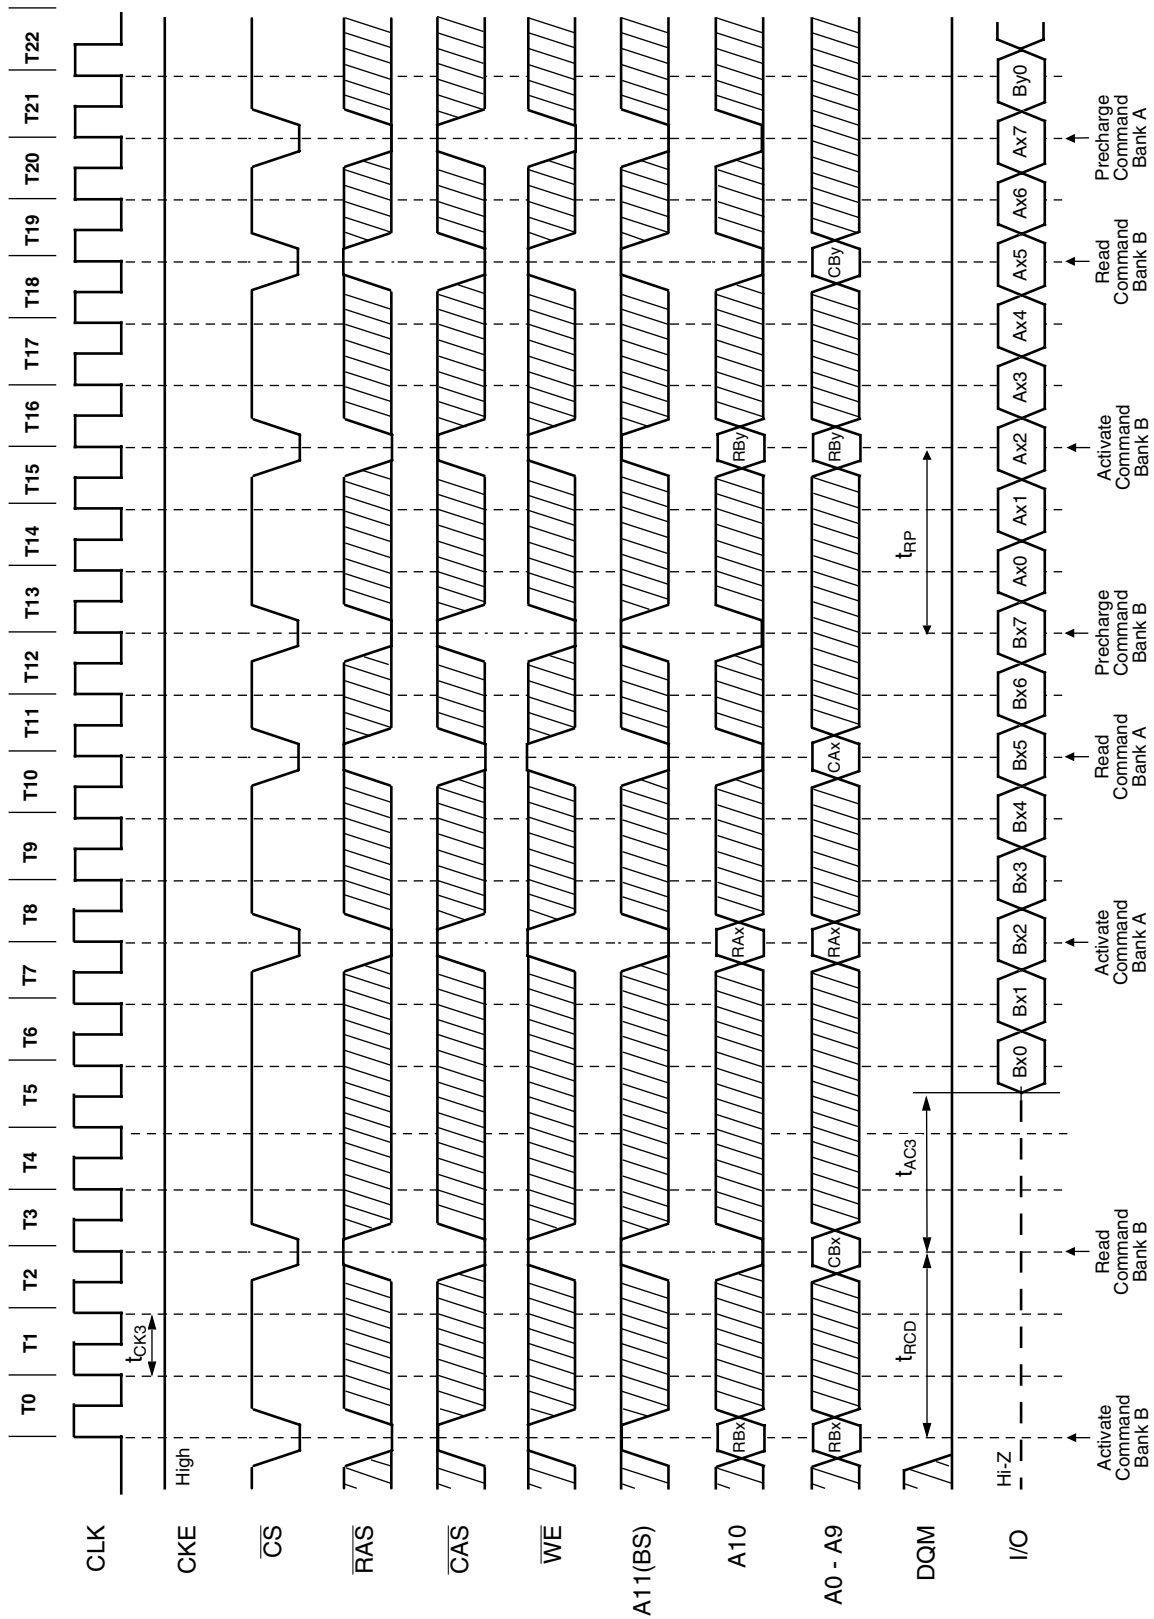 T0 T1 T2 T3 T4 T5 T6 T7 T8 T9 T10 T11 T12 T13 T14 T15 T16 T17 T18 T19 T20 T21 T22
CLK
tCK3
CKE
High
CS
RAS
CAS
WE
A11(BS)
A10
RBx RAx RBy
A0 - A9
RBx CBx RAx CAx RBy CBy
DQM
tRCD tAC3 tRP
I/O
Hi-Z
Bx0 Bx1 Bx2 Bx3 Bx4 Bx5 Bx6 Bx7 Ax0 Ax1 Ax2 Ax3 Ax4 Ax5 Ax6 Ax7 By0
Activate
Command
Bank B
Read
Command
Bank B
Activate
Command
Bank A
Read
Command
Bank A
Precharge
Command
Bank B
Activate
Command
Bank B
Read
Command
Bank B
Precharge
Command
Bank A